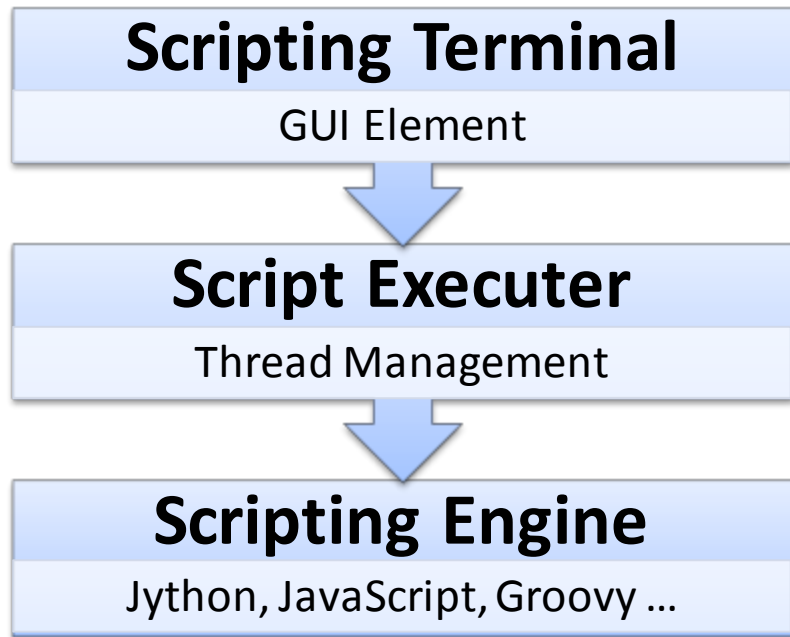 Scripting Terminal
GUI Element
Script Executer
Thread Management
Scripting Engine
Jython, JavaScript, Groovy ...